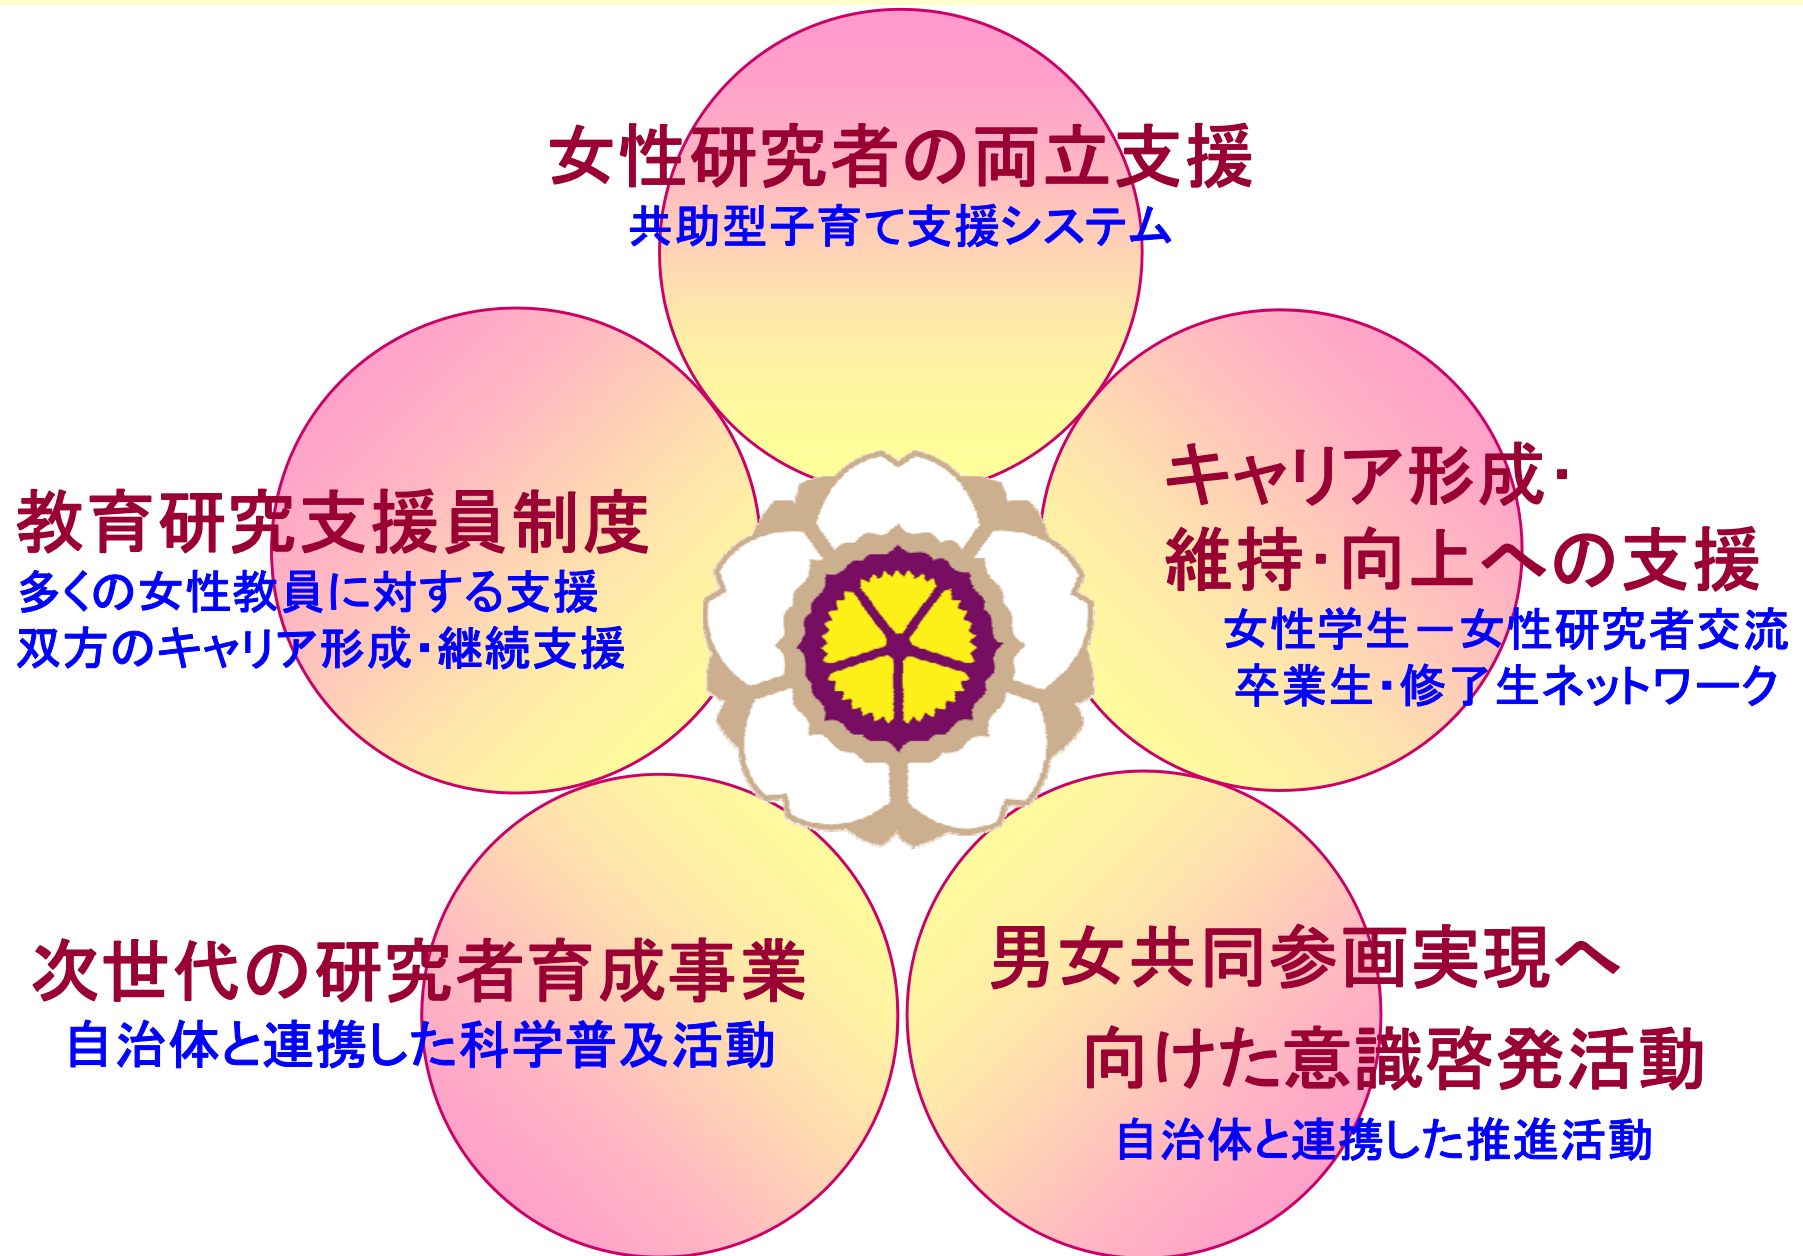 女性研究者の両立支援
共助型子育て支援システム
教育研究支援員制度
多くの女性教員に対する支援
双方のキャリア形成・継続支援
キャリア形成・
維持・向上への支援
女性学生－女性研究者交流
卒業生・修了生ネットワーク
次世代の研究者育成事業
自治体と連携した科学普及活動
男女共同参画実現へ
向けた意識啓発活動
自治体と連携した推進活動